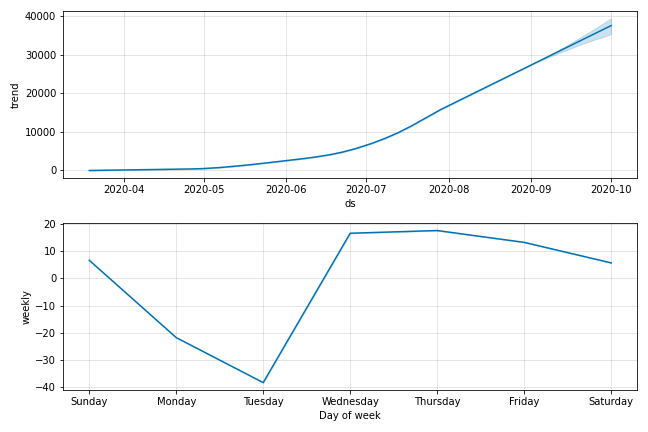 40000
30000
20000
10000
0
trend
2020-04 2020-05 2020-06 2020-07 2020-08 2020-09 2020-10
ds
20
10
0
−10
−20
−30
−40
weekly
Sunday Monday Tuesday Wednesday Thursday Friday Saturday
Day of week